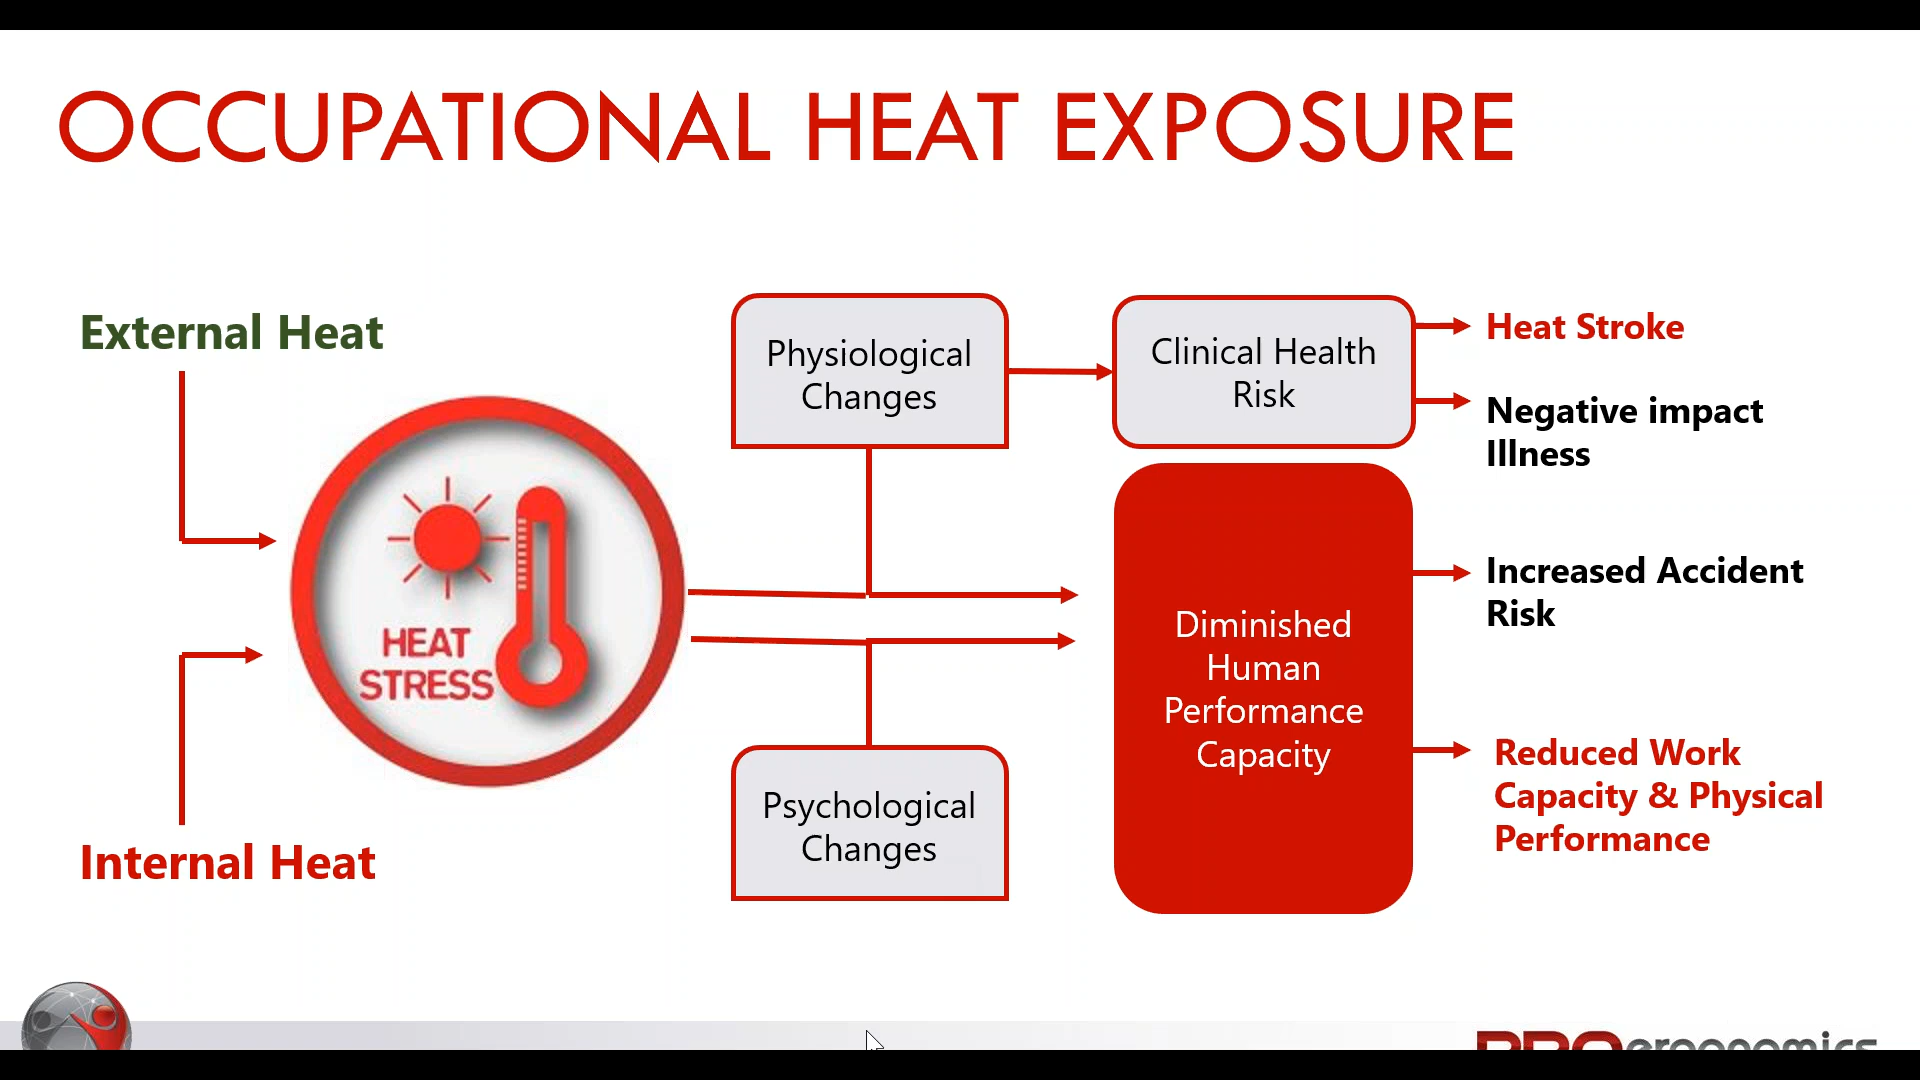 OCCUPATIONAL HEAT EXPOSURE
External Heat
HEAT
STRESS
Internal Heat
Physiological
Changes
Psychological
Changes
Clinical Health
Risk
Diminished
Human
Performance
Capacity
Heat Stroke
Negative impact
Illness
Increased Accident
Risk
Reduced Work
Capacity & Physical
Performance
PROergonomics